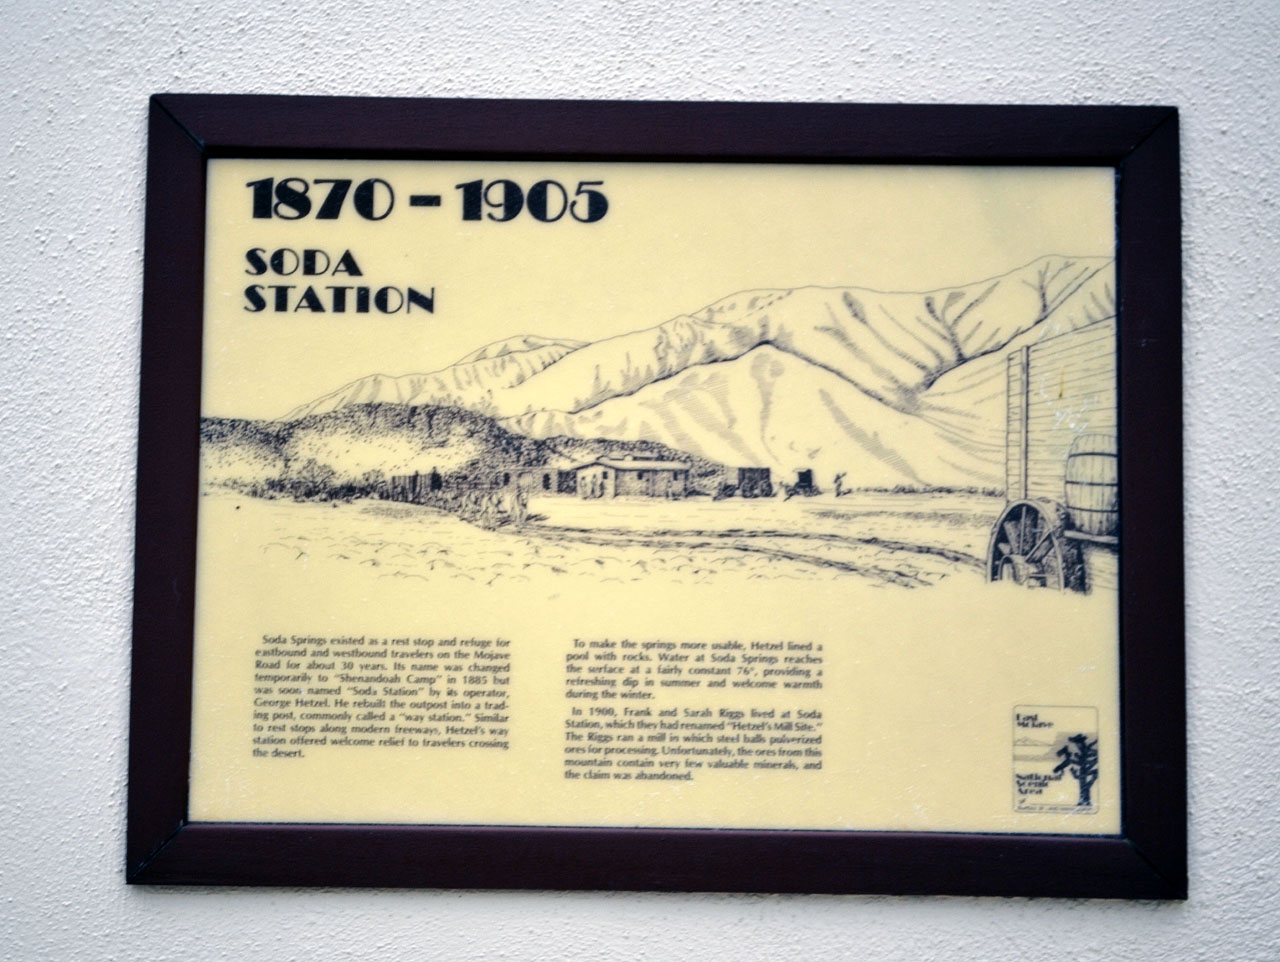 1870 – 1905
SODA
STATION
Soda Springs existed as a rest stop and refuge for
eastbound and westbound travelers on the Mojave
Road for about 30 years. Its name was changed
temporarily to "Shenandoah Camp" in 1885 but
was soon named "Soda Station" by its operator,
George Hetzel. He rebuilt the outpost into a trad-
ing post, commonly called a "way station." Similar
to rest stops along modern freeways, Hetzel's way
station offered welcome relief to travelers crossing
the desert.
To make the springs more usable, Hetzel lined a
pool with rocks. Water at Soda Springs reaches
the surface at a fairly constant 76°, providing a
refreshing dip in summer and welcome warmth
during the winter.
In 1900, Frank and Sarah Riggs lived at Soda
Station, which they had renamed "Hetzel's Mill Site."
The Riggs ran a mill in which steel balls pulverized
ores for processing. Unfortunately, the ores from this
mountain contain very few valuable minerals, and
the claim was abandoned.
East
Mojave
National
Scenic
Area